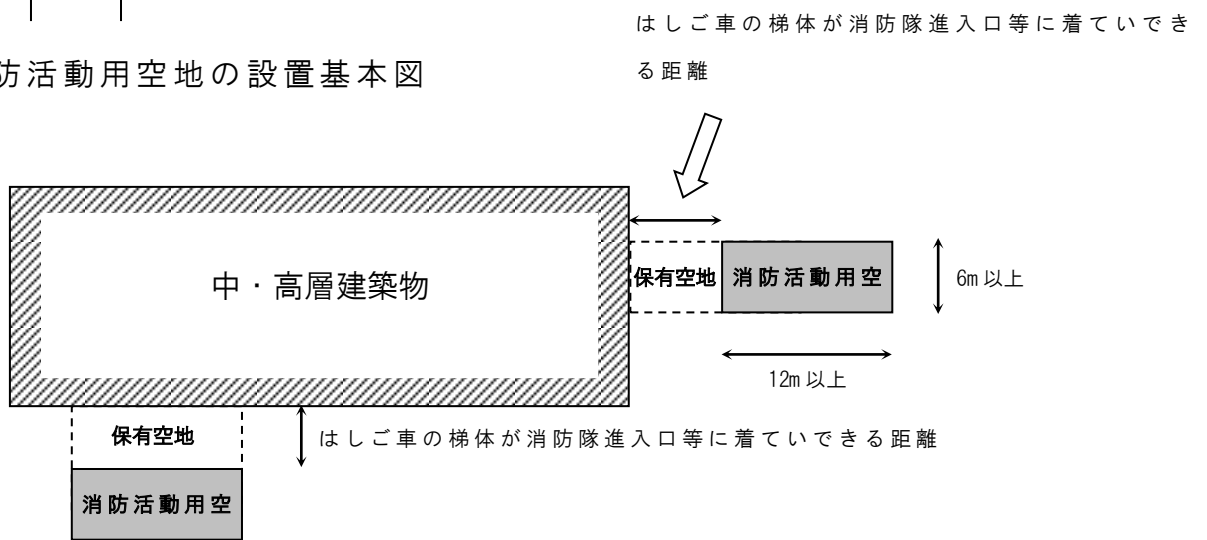 はしご車の梯体が消防隊進入口等に着ていでき
る距離
防活動用空地の設置基本図
中・高層建築物
保有空地
消防活動用空
6m以上
12m以上
保有空地
はしご車の梯体が消防隊進入口等に着ていできる距離
消防活動用空